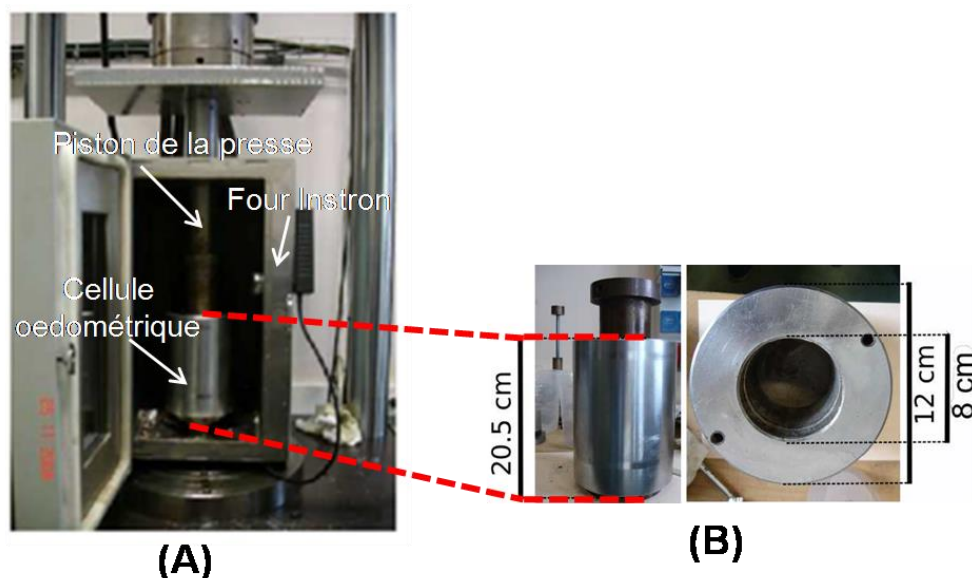 Piston de la presse
Four Instron
Cellule
oedométrique
20.5 cm
12 cm
8 cm
(A)
(B)